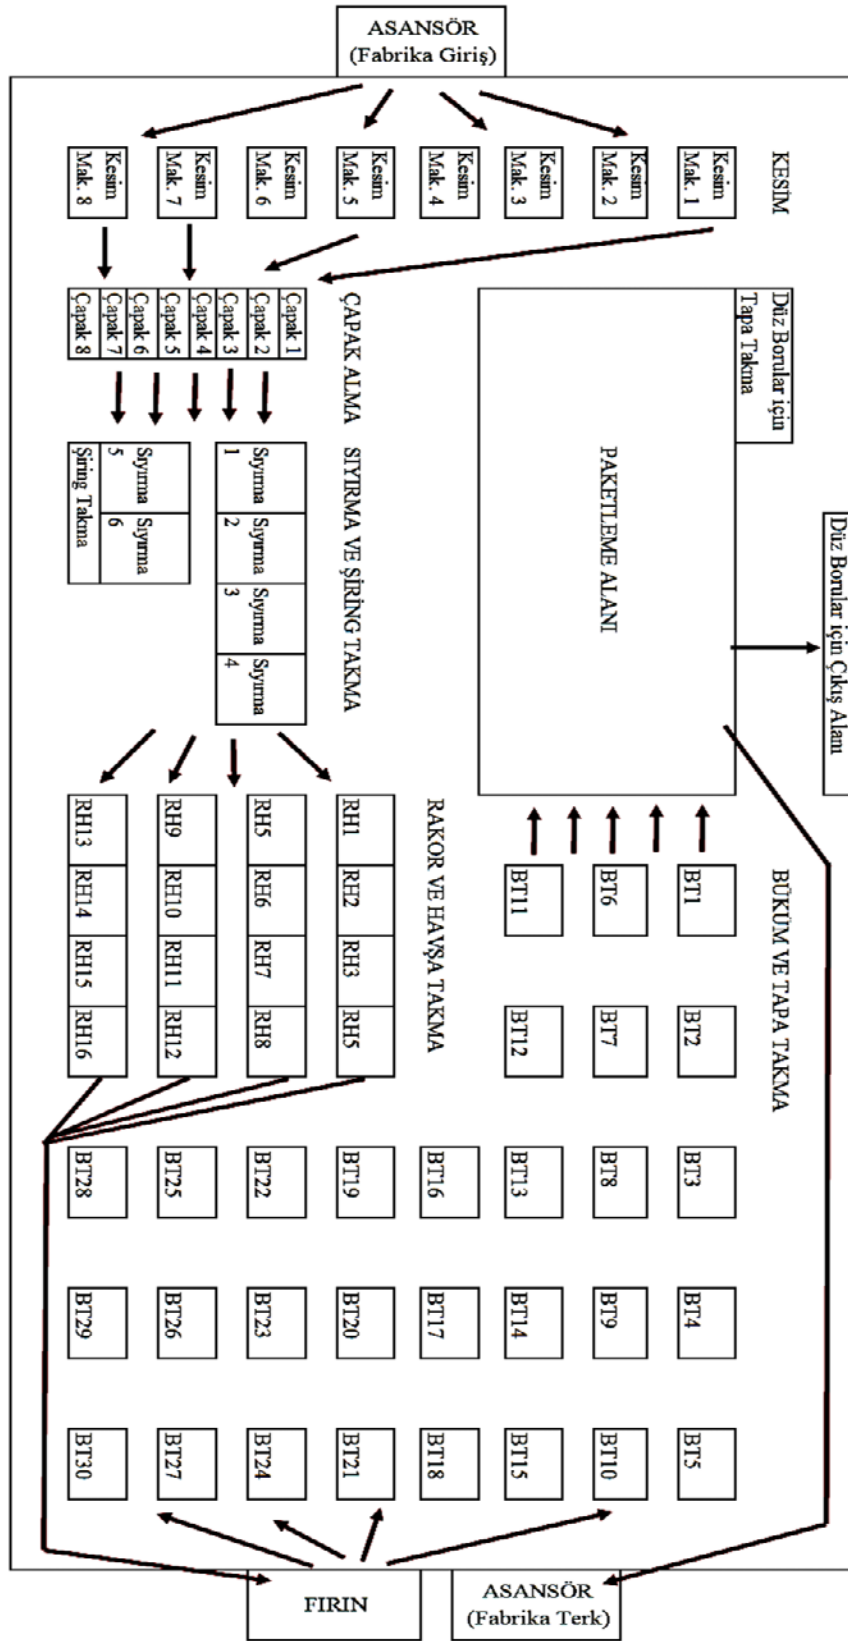 ASANSÖR
(Fabrika Giriş)
KESİM
Kesim
Mak. 1
Kesim
Mak. 2
Kesim
Mak. 3
Kesim
Mak. 4
Kesim
Mak. 5
Kesim
Mak. 6
Kesim
Mak. 7
Kesim
Mak. 8
ÇAPAK ALMA
Çapak 1
Çapak 2
Çapak 3
Çapak 4
Çapak 5
Çapak 6
Çapak 7
Çapak 8
Düz Borular için
Tapa Takma
PAKETLEME ALANI
Düz Borular için Çıkış Alanı
SIYIRMA VE ŞİRİNG TAKMA
Sıyırma
1
Sıyırma
2
Sıyırma
3
Sıyırma
4
Sıyırma
5
Sıyırma
6
Şiring Takma
RAKOR VE HAVŞA TAKMA
RH1
RH2
RH3
RH5
RH5
RH6
RH7
RH8
RH9
RH10
RH11
RH12
RH13
RH14
RH15
RH16
BÜKÜM VE TAPA TAKMA
BT1
BT2
BT3
BT4
BT5
BT6
BT7
BT8
BT9
BT10
BT11
BT12
BT13
BT14
BT15
BT16
BT17
BT18
BT19
BT20
BT21
BT22
BT23
BT24
BT25
BT26
BT27
BT28
BT29
BT30
FIRIN
ASANSÖR
(Fabrika Terk)